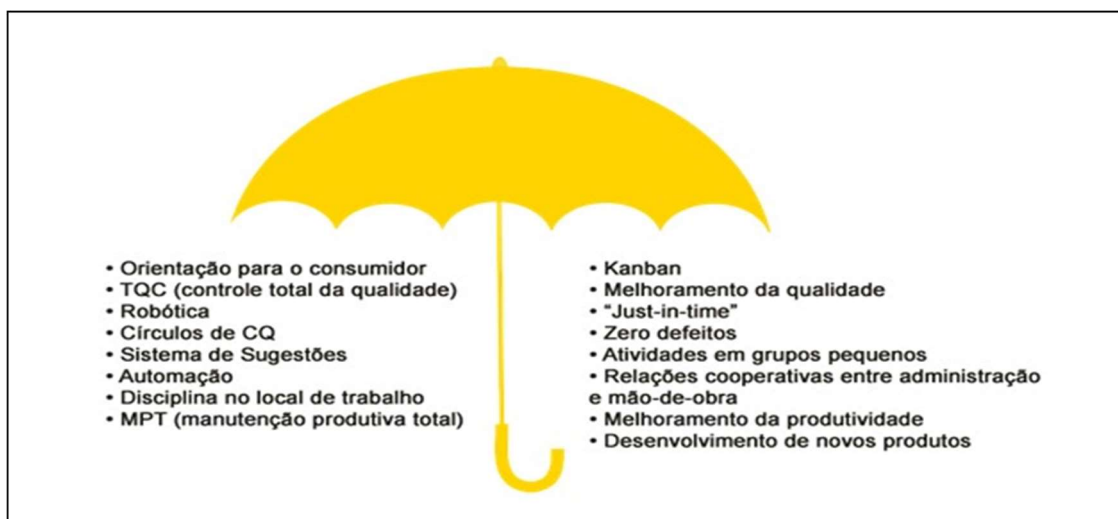 • Orientação para o consumidor
• TQC (controle total da qualidade)
• Robótica
• Círculos de CQ
• Sistema de Sugestões
• Automação
• Disciplina no local de trabalho
• MPT (manutenção produtiva total)
• Kanban
• Melhoramento da qualidade
• “Just-in-time”
• Zero defeitos
• Atividades em grupos pequenos
• Relações cooperativas entre administração
e mão-de-obra
• Melhoramento da produtividade
• Desenvolvimento de novos produtos